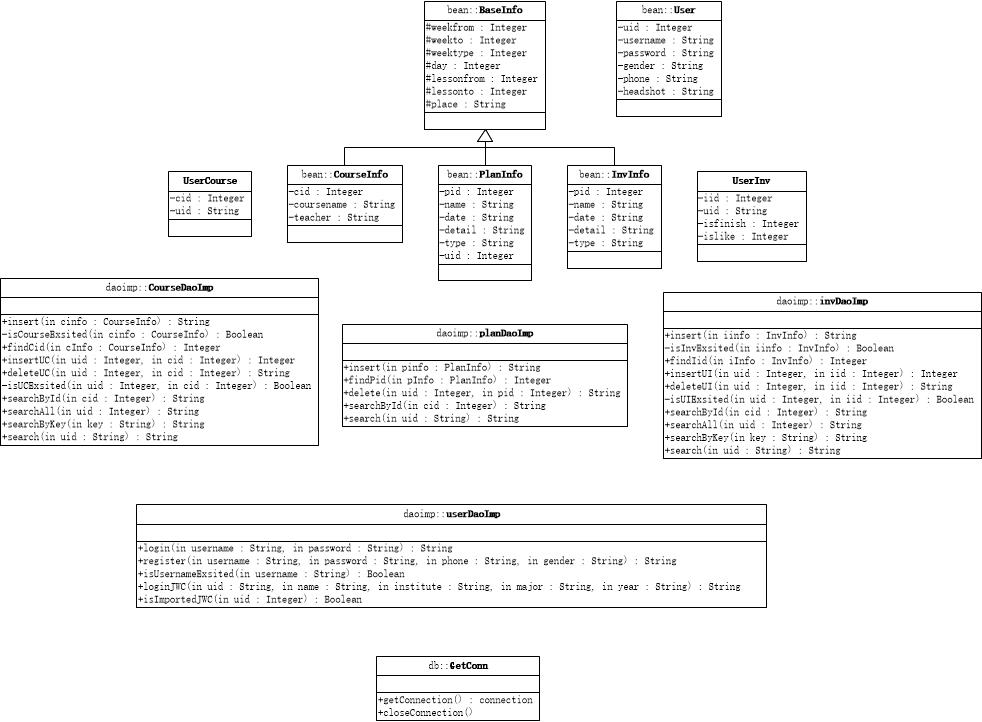 bean::BaseInfo
#weekfrom : Integer
#weekto : Integer
#weektype : Integer
#day : Integer
#lessonfrom : Integer
#lessonto : Integer
#place : String
bean::User
-uid : Integer
-username : String
-password : String
-gender : String
-phone : String
-headshot : String
UserCourse
-cid : Integer
-uid : String
bean::CourseInfo
-cid : Integer
-coursename : String
-teacher : String
bean::PlanInfo
-pid : Integer
-name : String
-date : String
-detail : String
-type : String
-uid : Integer
bean::InvInfo
-pid : Integer
-name : String
-date : String
-detail : String
-type : String
UserInv
-iid : Integer
-uid : String
-isfinish : Integer
-islike : Integer
daoimp::CourseDaoImp
+insert(in cinfo : CourseInfo) : String
-isCourseExsited(in cinfo : CourseInfo) : Boolean
+findCid(in cInfo : CourseInfo) : Integer
+insertUC(in uid : Integer, in cid : Integer) : Integer
+deleteUC(in uid : Integer, in cid : Integer) : String
-isUCExsited(in uid : Integer, in cid : Integer) : Boolean
+searchById(in cid : Integer) : String
+searchAll(in uid : Integer) : String
+searchByKey(in key : String) : String
+search(in uid : String) : String
daoimp::planDaoImp
+insert(in pinfo : PlanInfo) : String
+findPid(in pInfo : PlanInfo) : Integer
+delete(in uid : Integer, in pid : Integer) : String
+searchById(in cid : Integer) : String
+search(in uid : String) : String
daoimp::invDaoImp
+insert(in iinfo : InvInfo) : String
-isInvExsited(in iinfo : InvInfo) : Boolean
+findIid(in iInfo : InvInfo) : Integer
+insertUI(in uid : Integer, in iid : Integer) : Integer
+deleteUI(in uid : Integer, in iid : Integer) : String
-isUIExsited(in uid : Integer, in iid : Integer) : Boolean
+searchById(in cid : Integer) : String
+searchAll(in uid : Integer) : String
+searchByKey(in key : String) : String
+search(in uid : String) : String
daoimp::userDaoImp
+login(in username : String, in password : String) : String
+register(in username : String, in password : String, in phone : String, in gender : String) : String
+isUsernameExsited(in username : String) : Boolean
+loginJWC(in uid : String, in name : String, in institute : String, in major : String, in year : String) : String
+isImportedJWC(in uid : Integer) : Boolean
db::GetConn
+getConnection() : connection
+closeConnection()